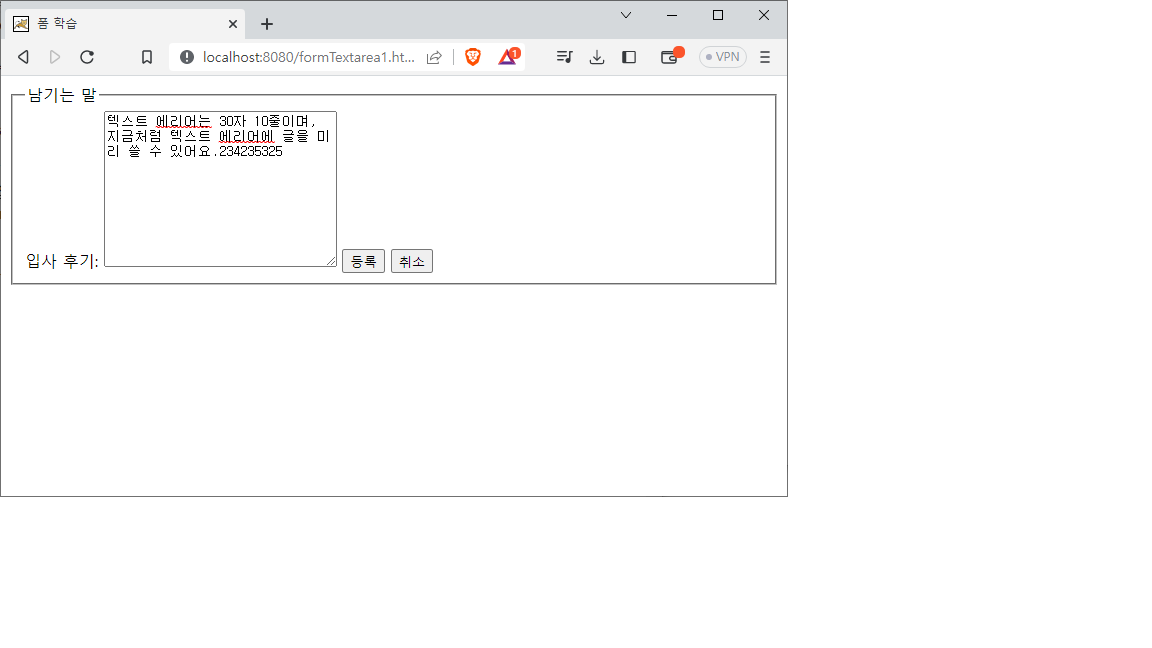 폼 학습
localhost:8080/formTextarea1.ht...
1
VPN
남기는 말
텍스트 에리어는 30자 10줄이며,
지금처럼 텍스트 에리어에 글을 미
리 쓸 수 있어요.234235325
입사 후기: 등록 취소